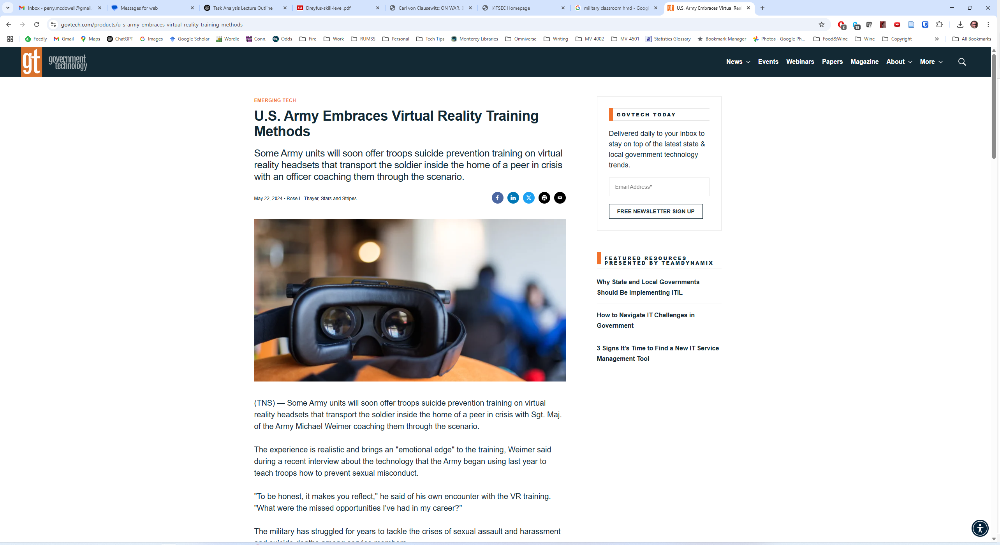 Inbox - perry.mcdowell@gmail.
Messages for web
Task Analysis Lecture Outline
BU Dreyfus-skill-level.pdf
Carl von Clausewitz: ON WAR.
I/ITSEC Homepage
military classroom hmd - Goog
gt U.S. Army Embraces Virtual Rea
govtech.com/products/u-s-army-embraces-virtual-reality-training-methods
3
18
Feedly
Gmail
Maps
ChatGPT
Images
Google Scholar
Wordle
Conn.
Odds
Fire
Work
RUMSS
Personal
Tech Tips
Monterey Libraries
Omniverse
Writing
MV-4002
MV-4501
Statistics Glossary
Bookmark Manager
Photos - Google Ph...
Food&Wine
Wine
Copyright
All Bookmarks
gt government technology
News
Events
Webinars
Papers
Magazine
About
More
EMERGING TECH
U.S. Army Embraces Virtual Reality Training
Methods
Some Army units will soon offer troops suicide prevention training on virtual
reality headsets that transport the soldier inside the home of a peer in crisis
with an officer coaching them through the scenario.
May 22, 2024 • Rose L. Thayer, Stars and Stripes
(TNS) — Some Army units will soon offer troops suicide prevention training on virtual
reality headsets that transport the soldier inside the home of a peer in crisis with Sgt. Maj.
of the Army Michael Weimer coaching them through the scenario.
The experience is realistic and brings an "emotional edge" to the training, Weimer said
during a recent interview about the technology that the Army began using last year to
teach troops how to prevent sexual misconduct.
"To be honest, it makes you reflect," he said of his own encounter with the VR training.
"What were the missed opportunities I've had in my career?"
The military has struggled for years to tackle the crises of sexual assault and harassment
GOVTECH TODAY
Delivered daily to your inbox to
stay on top of the latest state &
local government technology
trends.
Email Address*
FREE NEWSLETTER SIGN UP
FEATURED RESOURCES
PRESENTED BY TEAMDYNAMIX
Why State and Local Governments
Should Be Implementing ITIL
How to Navigate IT Challenges in
Government
3 Signs It's Time to Find a New IT Service
Management Tool